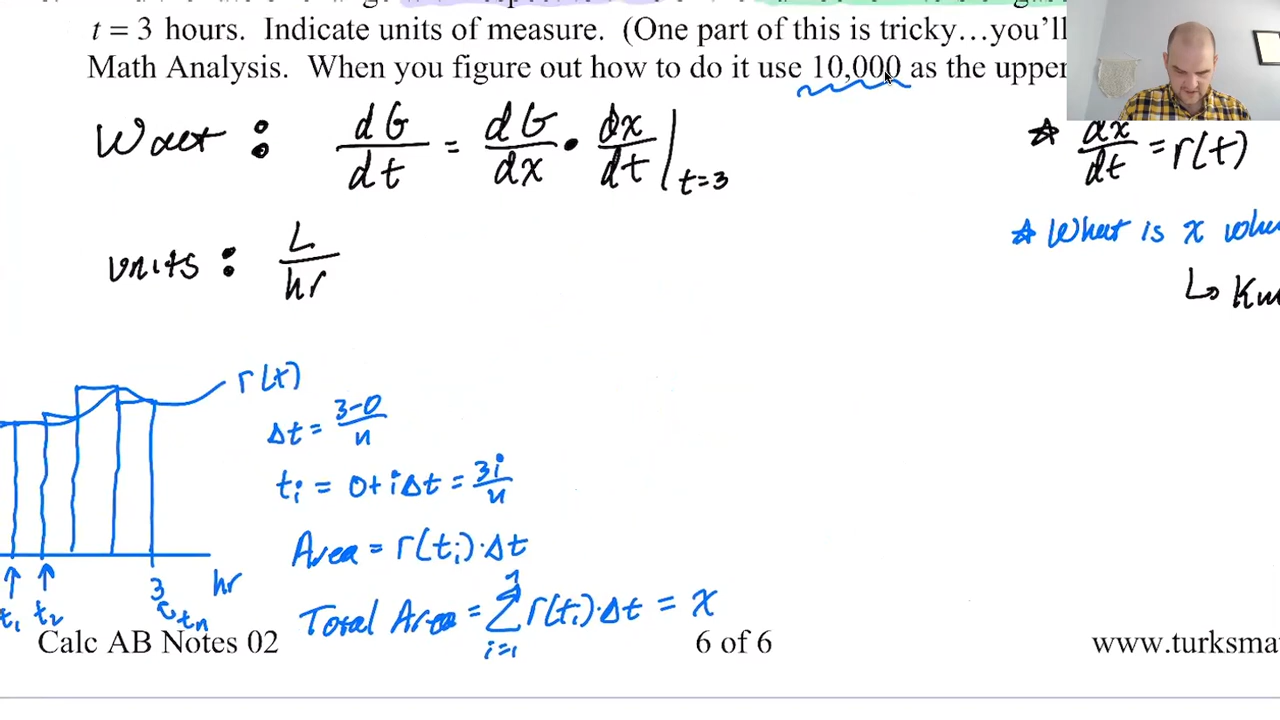 t = 3 hours. Indicate units of measure. (One part of this is tricky…you'll
Math Analysis. When you figure out how to do it use 10,000 as the upper
Want : dG/dt = dG/dx • dx/dt |t=3
☆ dx/dt = r(t)
☆ What is x
units : L/hr
↳
r(t)
Δt = 3-0/n
ti = 0+iΔt = 3i/n
Area = r(ti)·Δt
3 hr
t1 t2 tn
Total Area = Σ i=1 r(ti)·Δt = x
Calc AB Notes 02 6 of 6 www.turksma